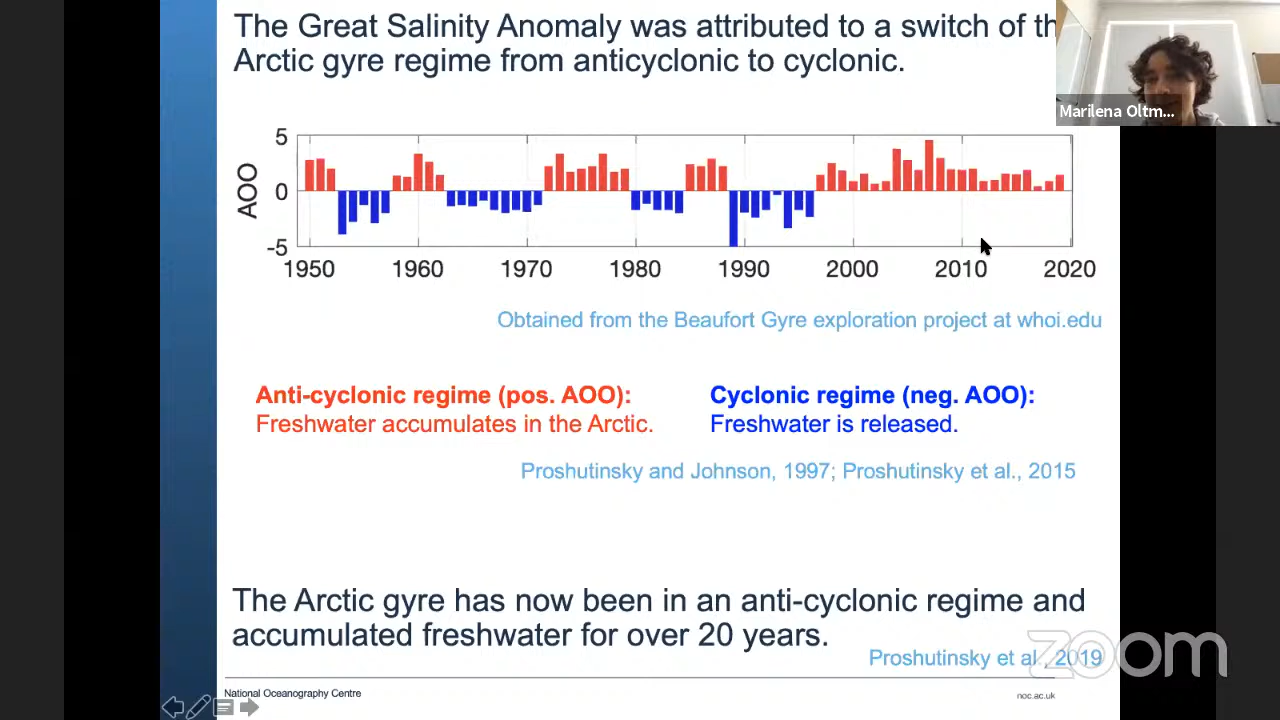 The Great Salinity Anomaly was attributed to a switch of th
Arctic gyre regime from anticyclonic to cyclonic.
Marilena Oltm...
5
AOO
0
-5
1950 1960 1970 1980 1990 2000 2010 2020
Obtained from the Beaufort Gyre exploration project at whoi.edu
Anti-cyclonic regime (pos. AOO):
Freshwater accumulates in the Arctic.
Cyclonic regime (neg. AOO):
Freshwater is released.
Proshutinsky and Johnson, 1997; Proshutinsky et al., 2015
The Arctic gyre has now been in an anti-cyclonic regime and
accumulated freshwater for over 20 years.
Proshutinsky et al., 2019
zoom
National Oceanography Centre
noc.ac.uk